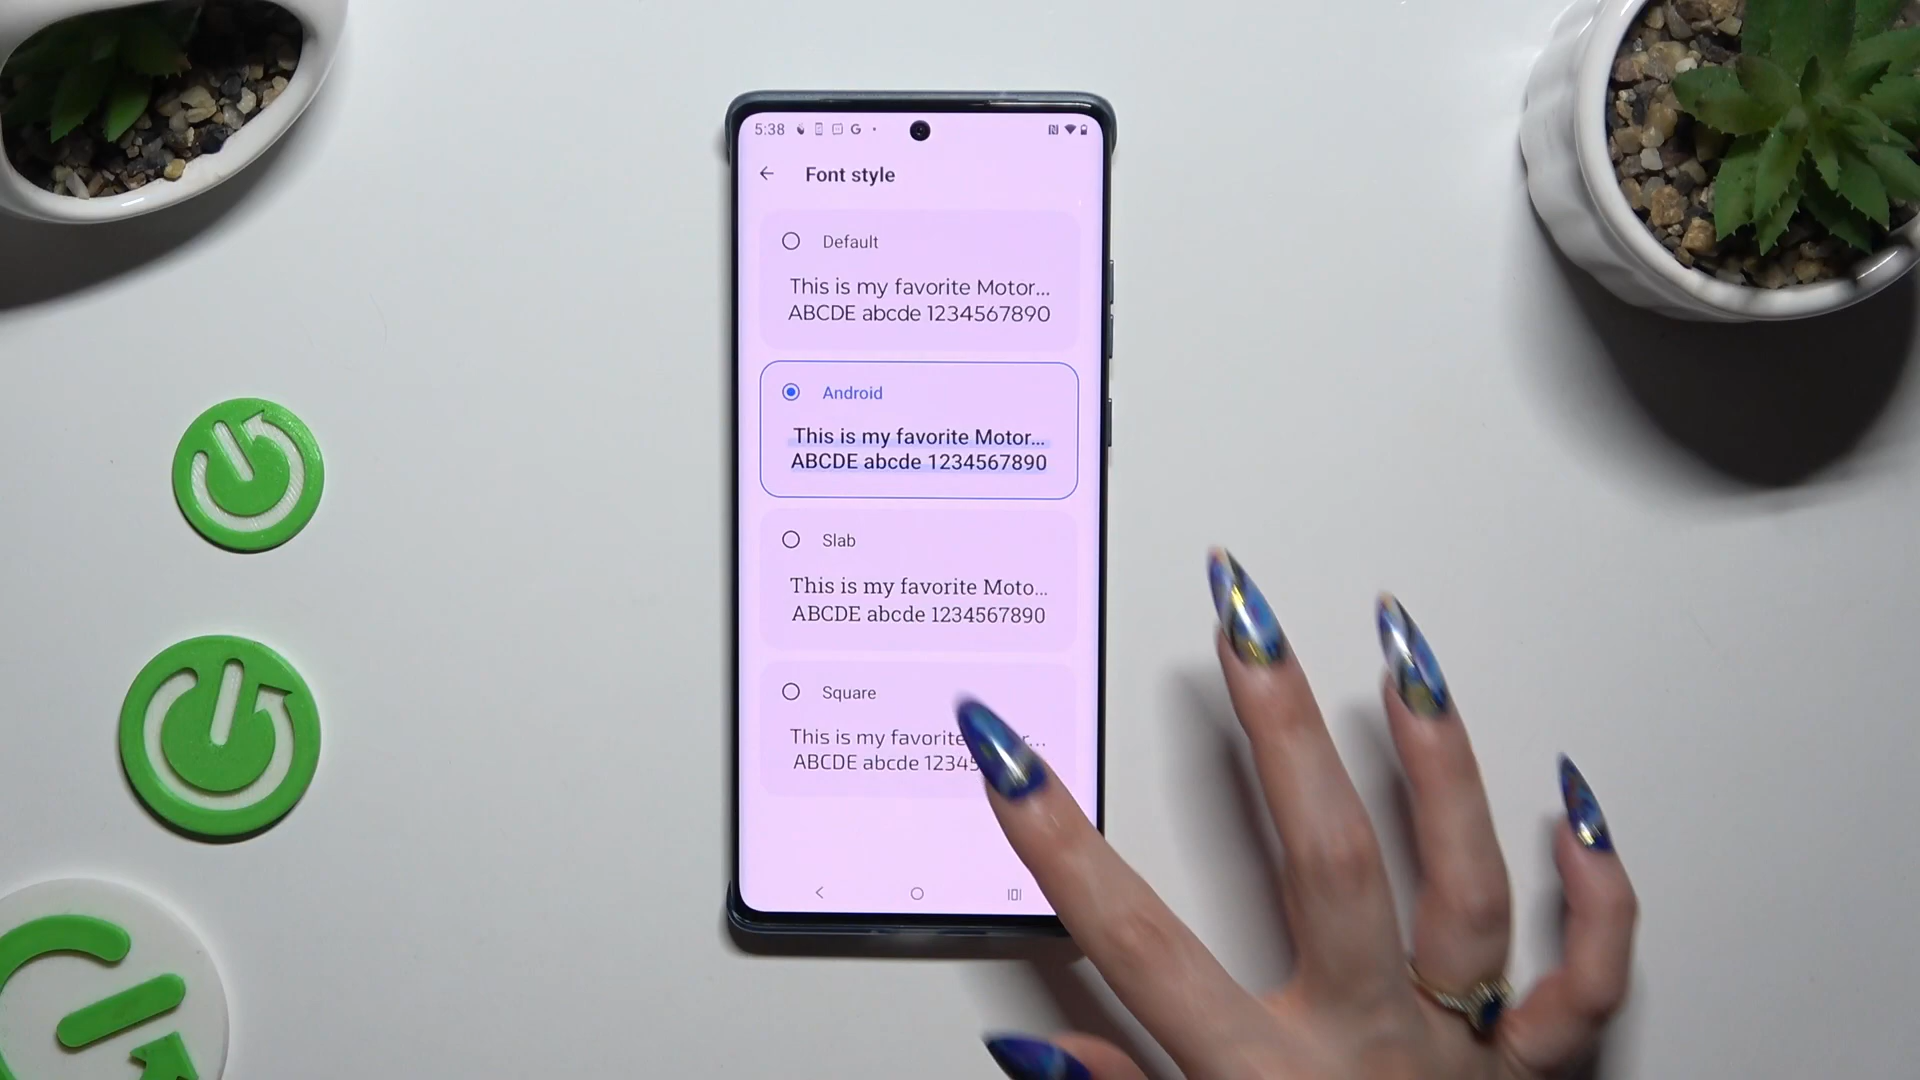 5:38 G
Font style
Default
This is my favorite Motor...
ABCDE abcde 1234567890
Android
This is my favorite Motor...
ABCDE abcde 1234567890
Slab
This is my favorite Moto...
ABCDE abcde 1234567890
Square
This is my favorite
ABCDE abcde 12345